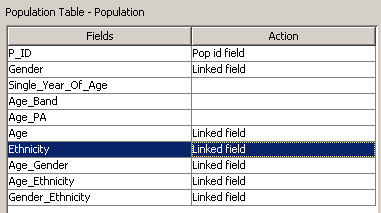 Population Table - Population
Fields Action
P_ID Pop id field
Gender Linked field
Single_Year_Of_Age
Age_Band
Age_PA
Age Linked field
Ethnicity Linked field
Age_Gender Linked field
Age_Ethnicity Linked field
Gender_Ethnicity Linked field